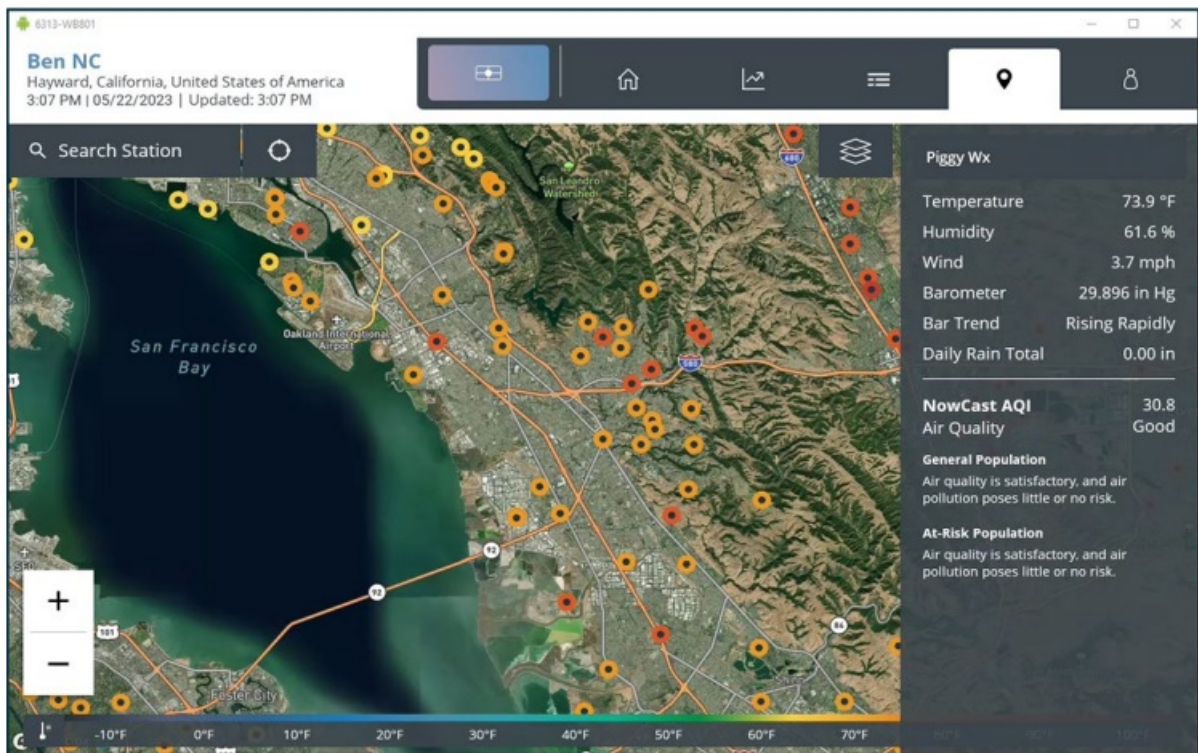 6313-WB801
Ben NC
Hayward, California, United States of America
3:07 PM | 05/22/2023 | Updated: 3:07 PM
Search Station
Piggy Wx
Temperature 73.9 °F
Humidity 61.6 %
Wind 3.7 mph
Barometer 29.896 in Hg
Bar Trend Rising Rapidly
Daily Rain Total 0.00 in
NowCast AQI 30.8
Air Quality Good
General Population
Air quality is satisfactory, and air
pollution poses little or no risk.
At-Risk Population
Air quality is satisfactory, and air
pollution poses little or no risk.
680
San Leandro
Watershed
Oakland International
Airport
San Francisco
Bay
580
92
92
SFO
84
101
Foster City
+
−
-10°F 0°F 10°F 20°F 30°F 40°F 50°F 60°F 70°F 80°F 90°F 100°F